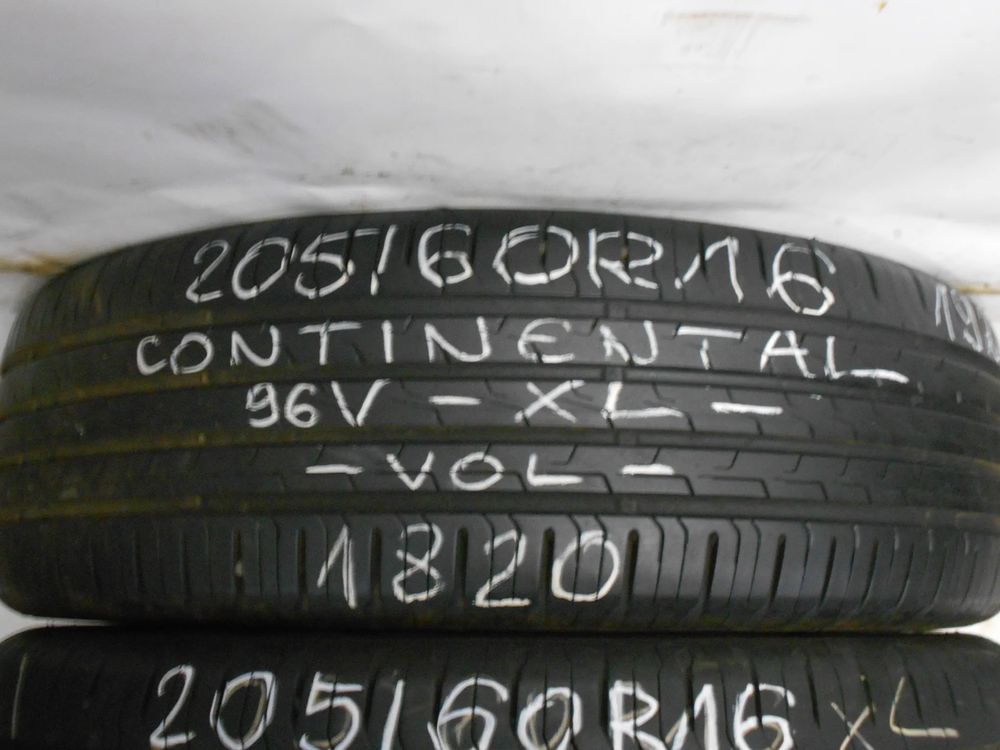 205/60R16
CONTINENTAL
96V - XL -
- VOL -
1820
205/60R16 XL